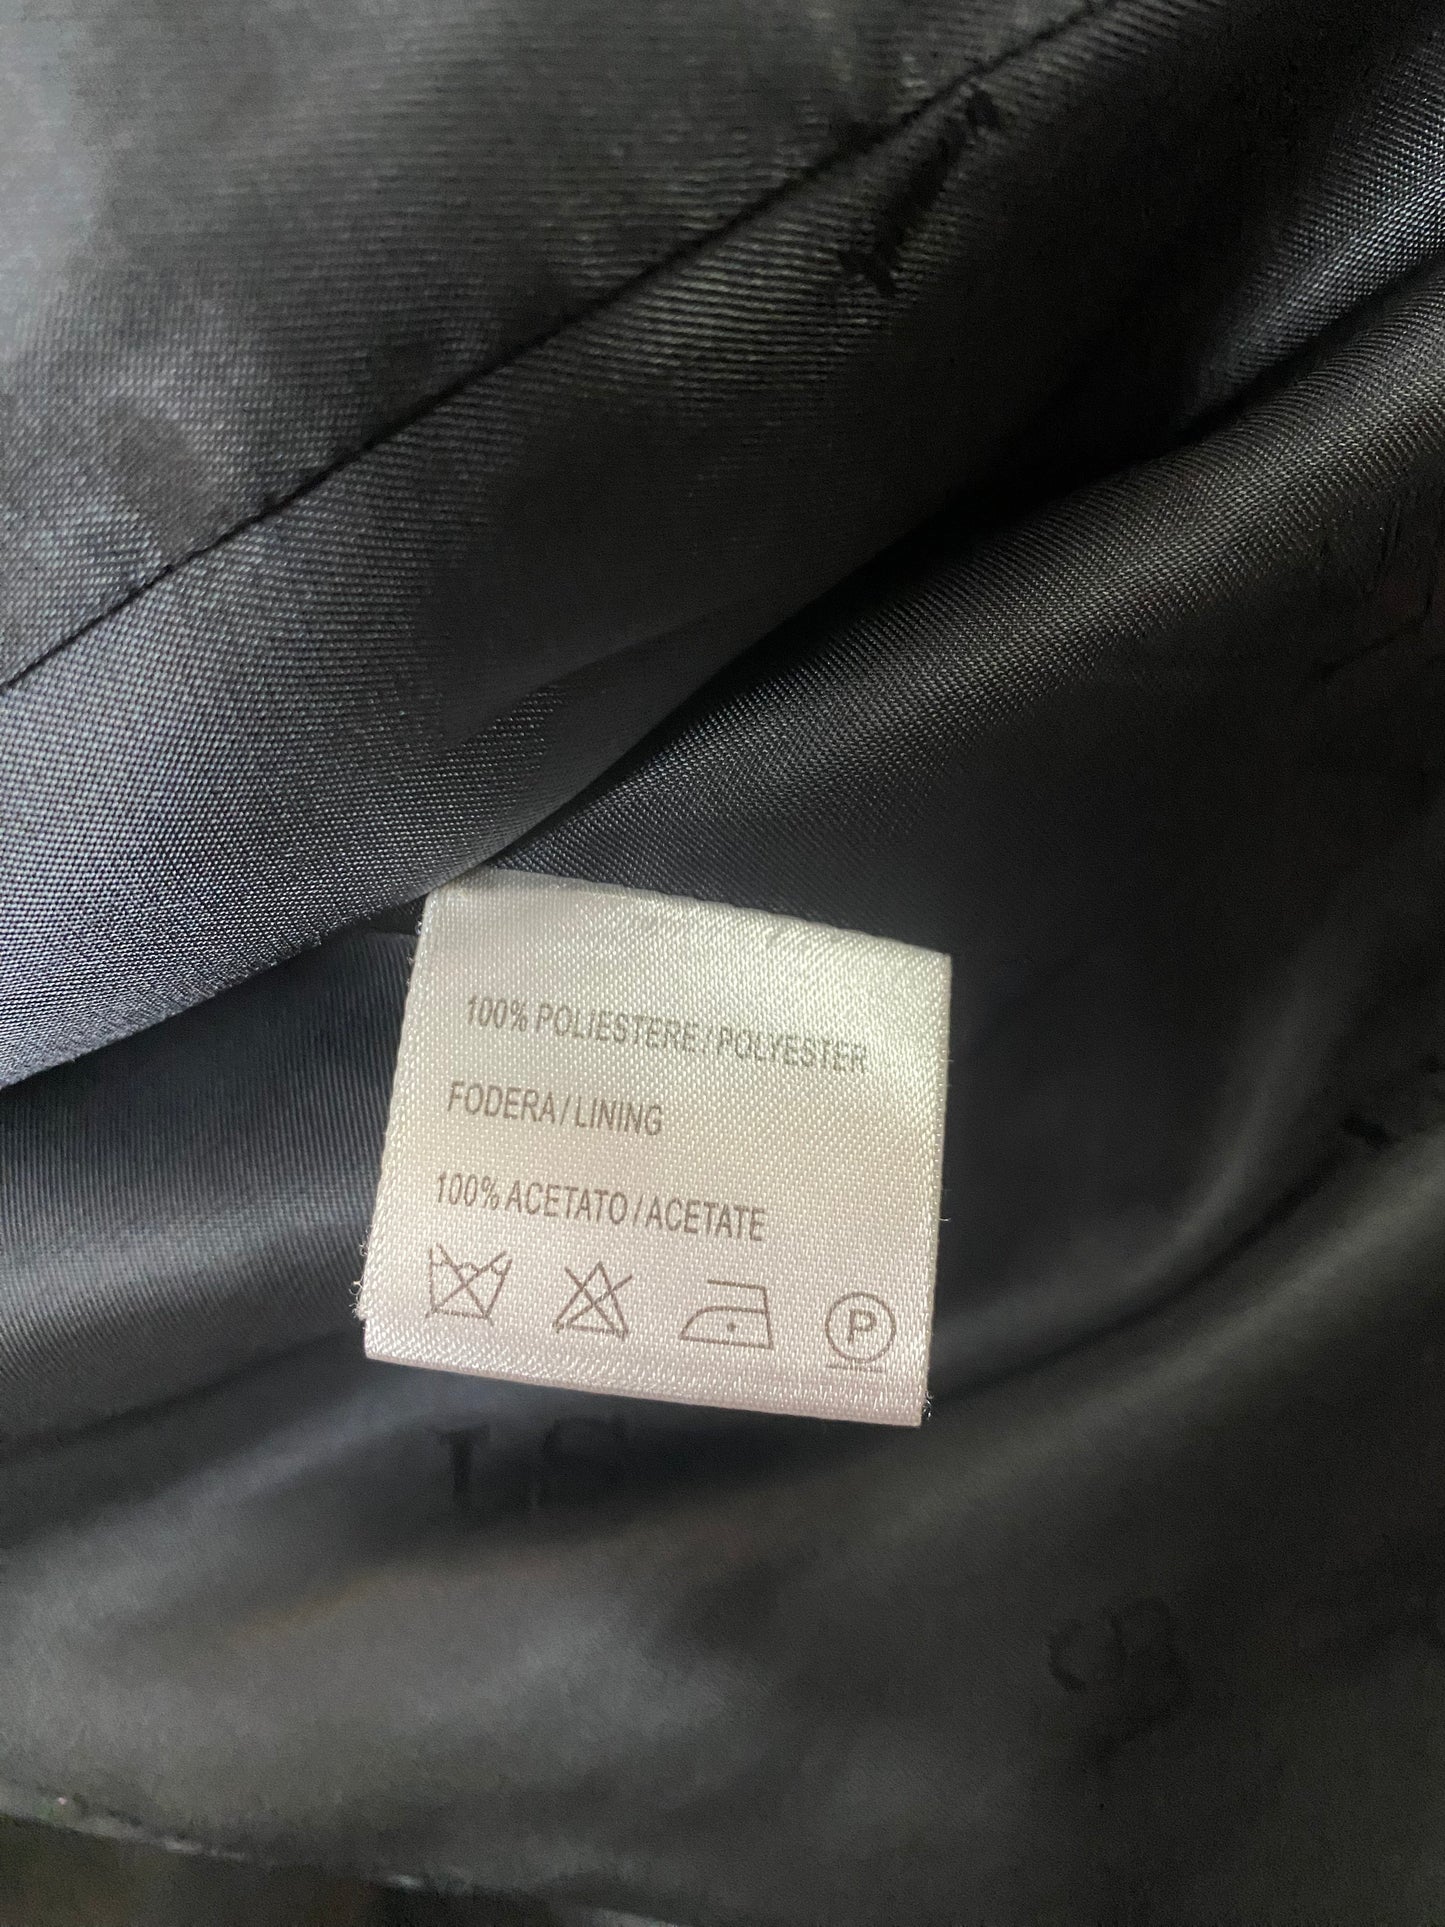 100% POLIESTERE / POLYESTER
FODERA / LINING
100% ACETATO / ACETATE
P